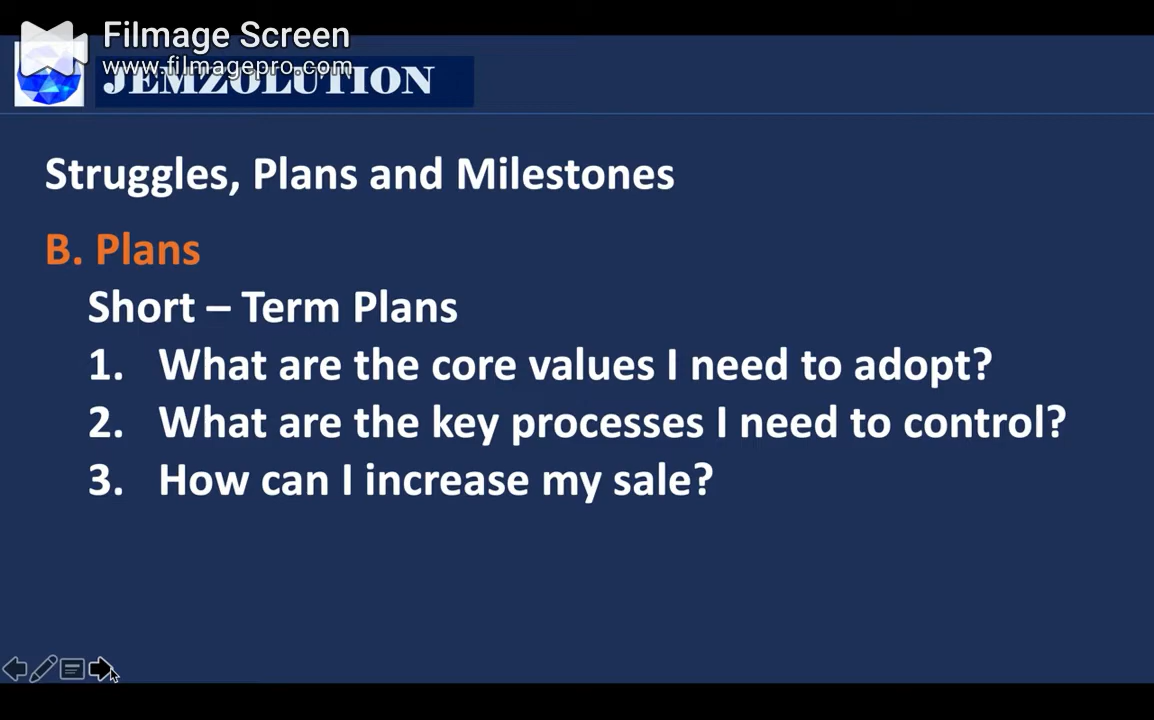 Filmage Screen
www.filmagepro.com
JEMZOLUTION
Struggles, Plans and Milestones
B. Plans
Short – Term Plans
1. What are the core values I need to adopt?
2. What are the key processes I need to control?
3. How can I increase my sale?